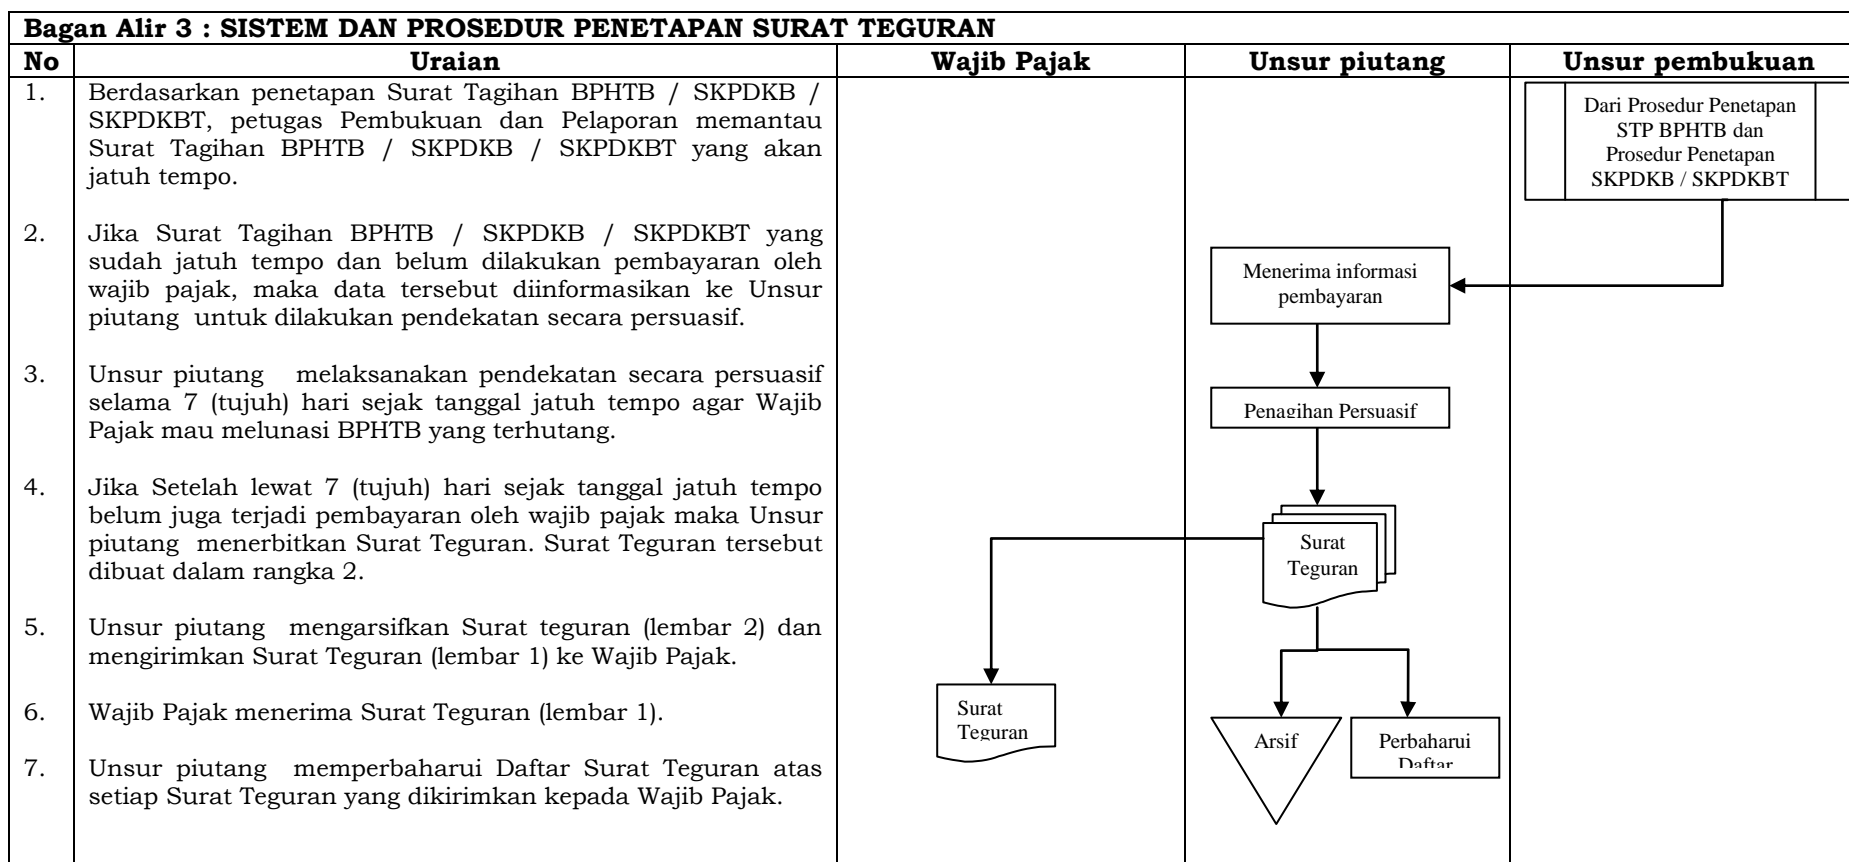 Bagan Alir 3 : SISTEM DAN PROSEDUR PENETAPAN SURAT TEGURAN
No
Uraian
Wajib Pajak
Unsur piutang
Unsur pembukuan
1.
Berdasarkan penetapan Surat Tagihan BPHTB / SKPDKB /
SKPDKBT, petugas Pembukuan dan Pelaporan memantau
Surat Tagihan BPHTB / SKPDKB / SKPDKBT yang akan
jatuh tempo.
2.
Jika Surat Tagihan BPHTB / SKPDKB / SKPDKBT yang
sudah jatuh tempo dan belum dilakukan pembayaran oleh
wajib pajak, maka data tersebut diinformasikan ke Unsur
piutang untuk dilakukan pendekatan secara persuasif.
3.
Unsur piutang melaksanakan pendekatan secara persuasif
selama 7 (tujuh) hari sejak tanggal jatuh tempo agar Wajib
Pajak mau melunasi BPHTB yang terhutang.
4.
Jika Setelah lewat 7 (tujuh) hari sejak tanggal jatuh tempo
belum juga terjadi pembayaran oleh wajib pajak maka Unsur
piutang menerbitkan Surat Teguran. Surat Teguran tersebut
dibuat dalam rangka 2.
5.
Unsur piutang mengarsifkan Surat teguran (lembar 2) dan
mengirimkan Surat Teguran (lembar 1) ke Wajib Pajak.
6.
Wajib Pajak menerima Surat Teguran (lembar 1).
7.
Unsur piutang memperbaharui Daftar Surat Teguran atas
setiap Surat Teguran yang dikirimkan kepada Wajib Pajak.
Dari Prosedur Penetapan
STP BPHTB dan
Prosedur Penetapan
SKPDKB / SKPDKBT
Menerima informasi
pembayaran
Penagihan Persuasif
Surat
Teguran
Surat
Teguran
Arsif
Perbaharui
Daftar